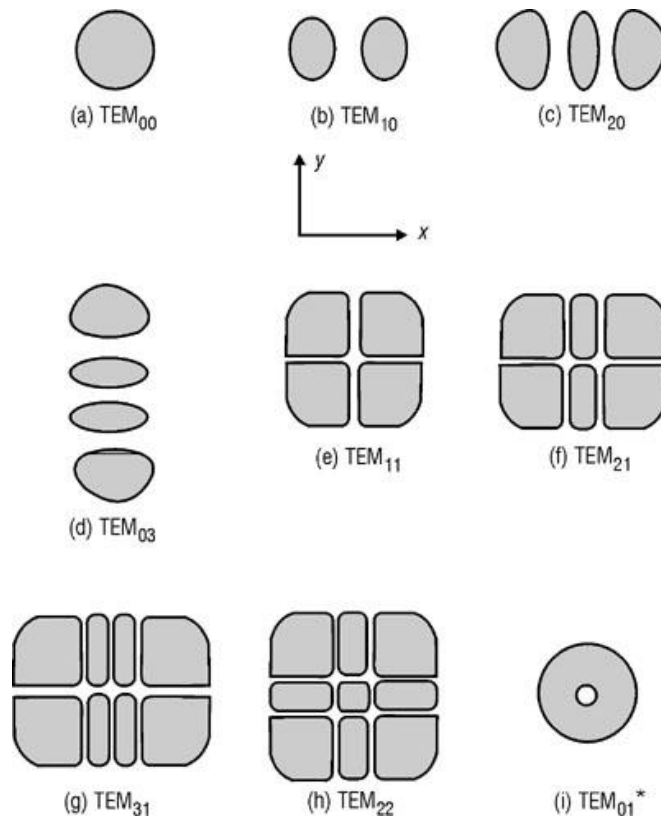 (a) TEM₀₀
(b) TEM₁₀
(c) TEM₂₀
y
x
(d) TEM₀₃
(e) TEM₁₁
(f) TEM₂₁
(g) TEM₃₁
(h) TEM₂₂
(i) TEM₀₁*